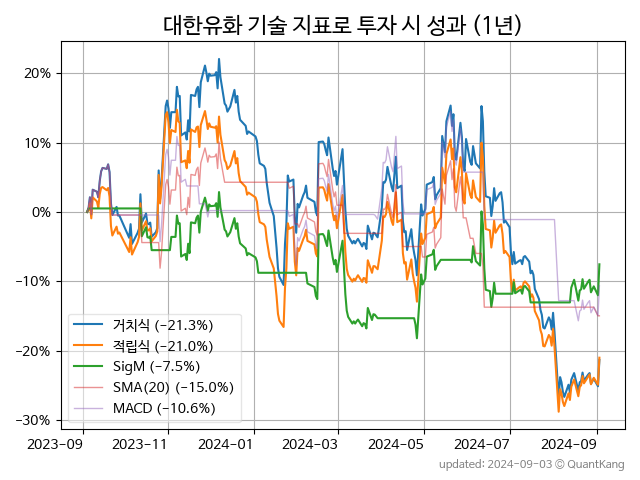 대한유화 기술 지표로 투자 시 성과 (1년)
20%
10%
0%
−10%
−20%
−30%
거치식 (−21.3%)
적립식 (−21.0%)
SigM (−7.5%)
SMA(20) (−15.0%)
MACD (−10.6%)
2023-09 2023-11 2024-01 2024-03 2024-05 2024-07 2024-09
updated: 2024-09-03 ⓒ QuantKang